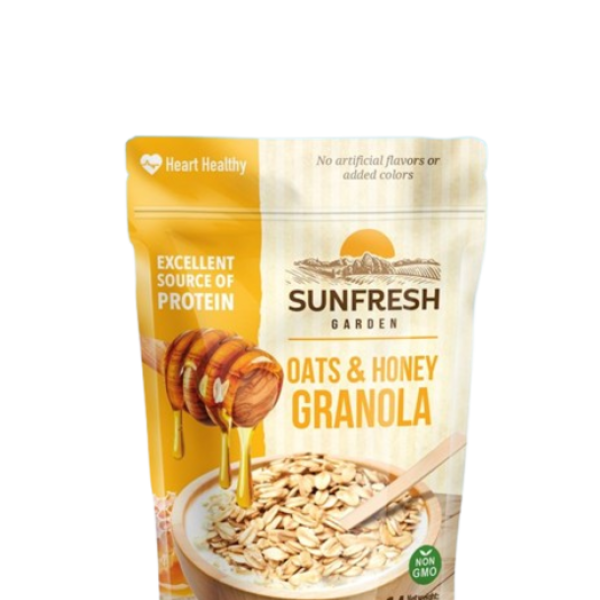 Heart Healthy
No artificial flavors or
added colors
EXCELLENT
SOURCE OF
PROTEIN
SUNFRESH
GARDEN
OATS & HONEY
GRANOLA
NON
GMO